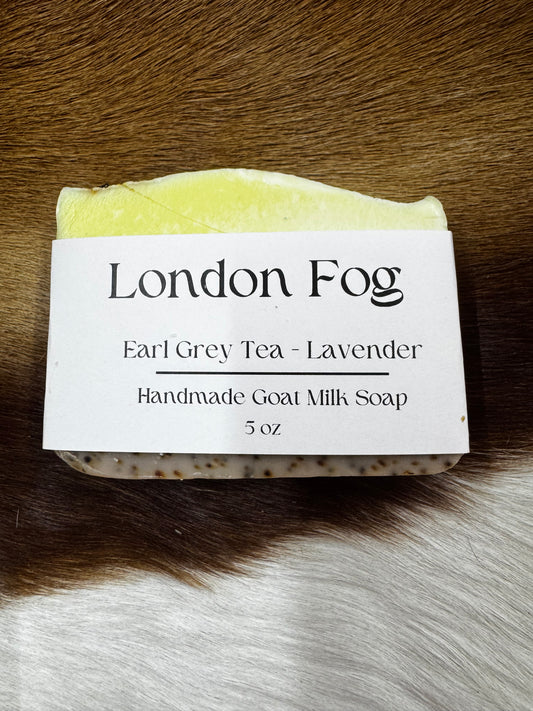 London Fog
Earl Grey Tea - Lavender
Handmade Goat Milk Soap
5 oz